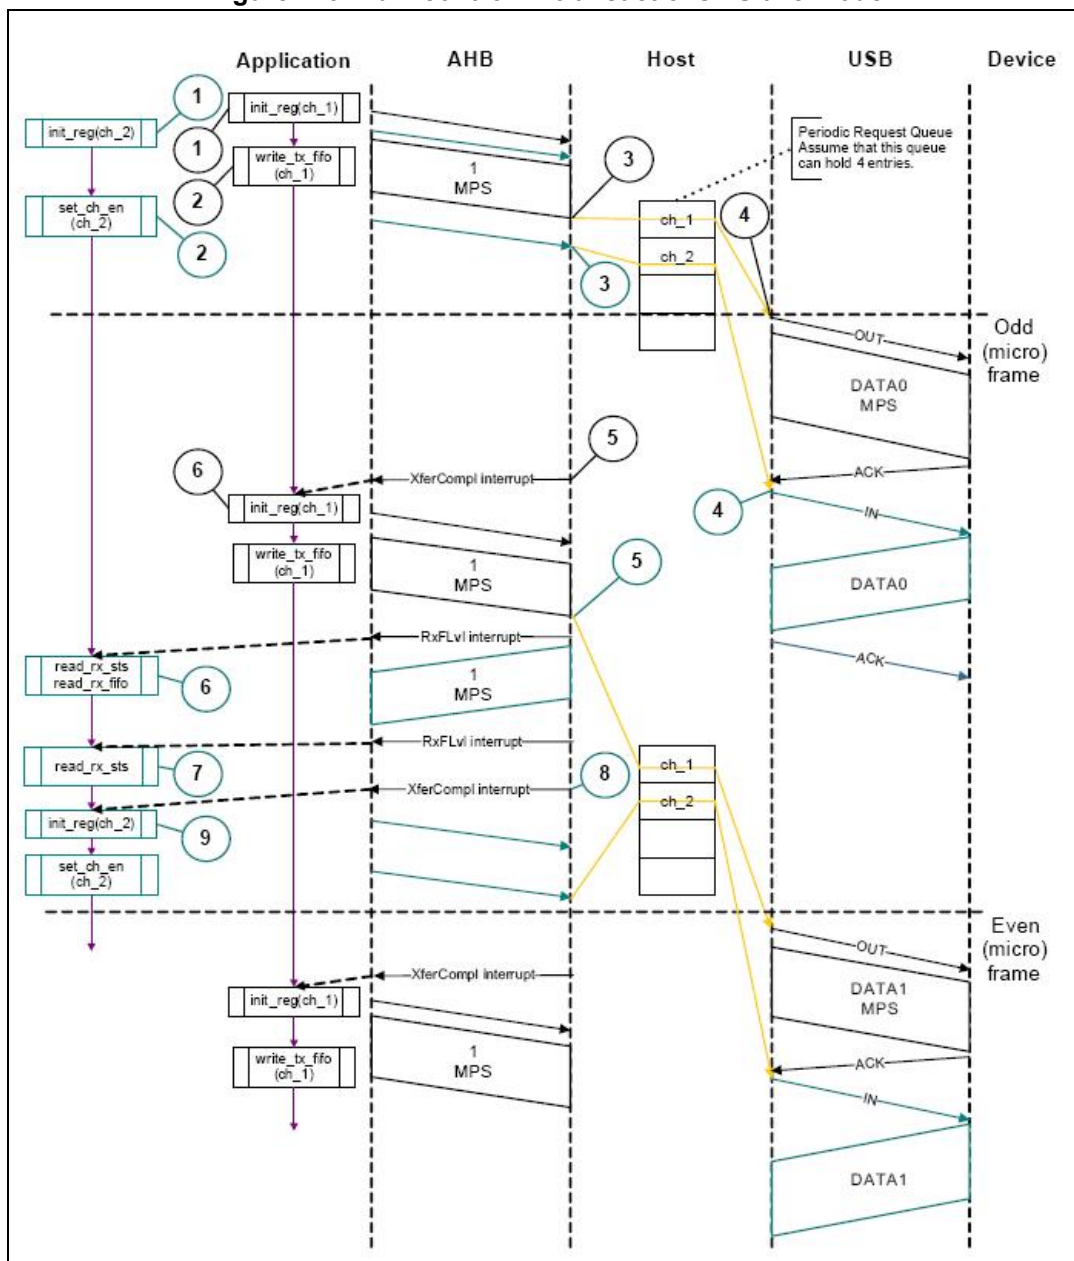 Application
AHB
Host
USB
Device
1
init_reg(ch_1)
init_reg(ch_2)
1
Periodic Request Queue
Assume that this queue
can hold 4 entries.
write_tx_fifo
(ch_1)
2
1
MPS
3
set_ch_en
(ch_2)
2
3
ch_1
ch_2
4
Odd
(micro)
frame
OUT
DATA0
MPS
ACK
5
XferCompl interrupt
6
init_reg(ch_1)
4
IN
write_tx_fifo
(ch_1)
1
MPS
5
DATA0
RxFLvl interrupt
ACK
read_rx_sts
read_rx_fifo
6
1
MPS
RxFLvl interrupt
read_rx_sts
7
8
ch_1
XferCompl interrupt
ch_2
init_reg(ch_2)
9
set_ch_en
(ch_2)
Even
(micro)
frame
OUT
XferCompl interrupt
init_reg(ch_1)
DATA1
MPS
write_tx_fifo
(ch_1)
1
MPS
ACK
IN
DATA1